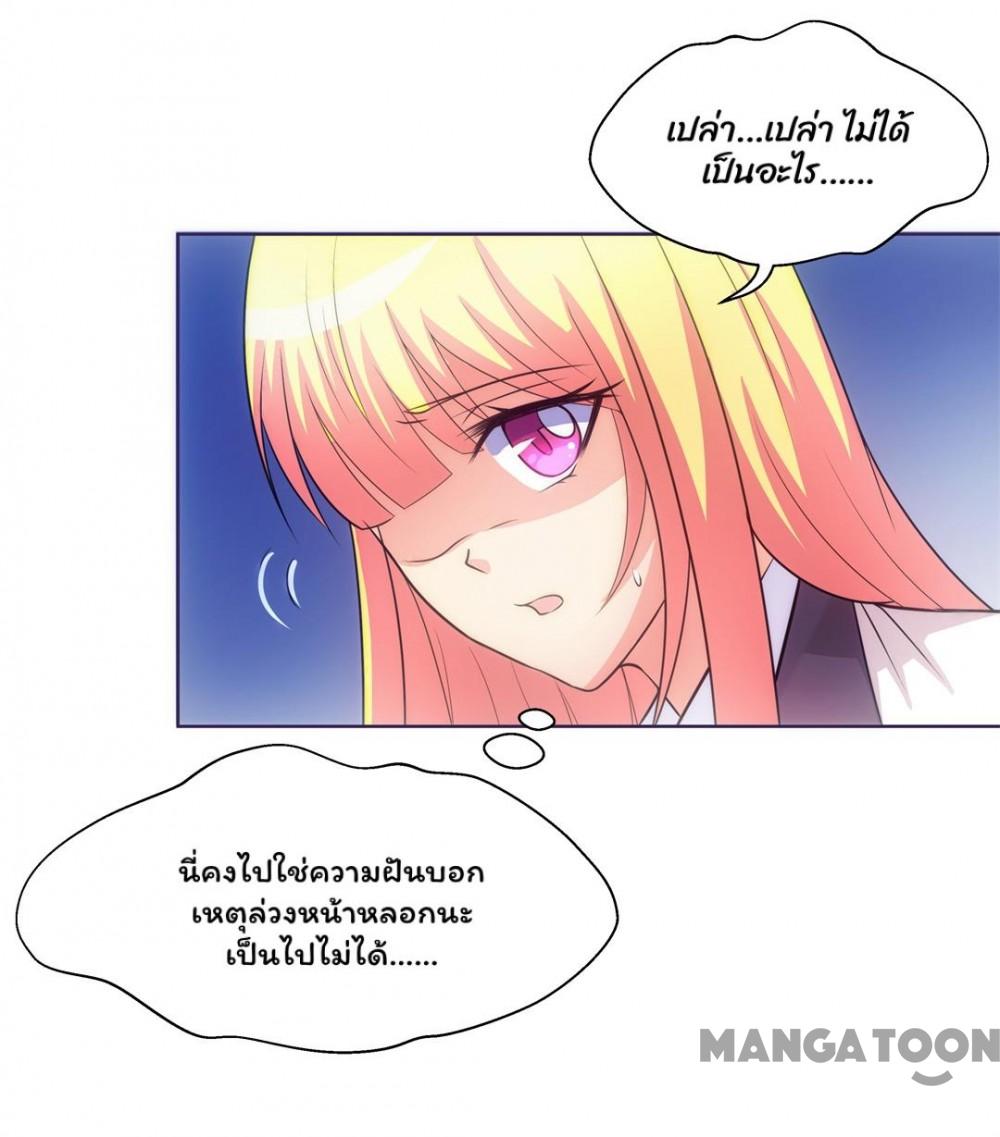 เปล่า...เปล่า ไม่ได้
เป็นอะไร......
นี่คงไปใช่ความฝันบอก
เหตุล่วงหน้าหลอกนะ
เป็นไปไม่ได้......
MANGATOON